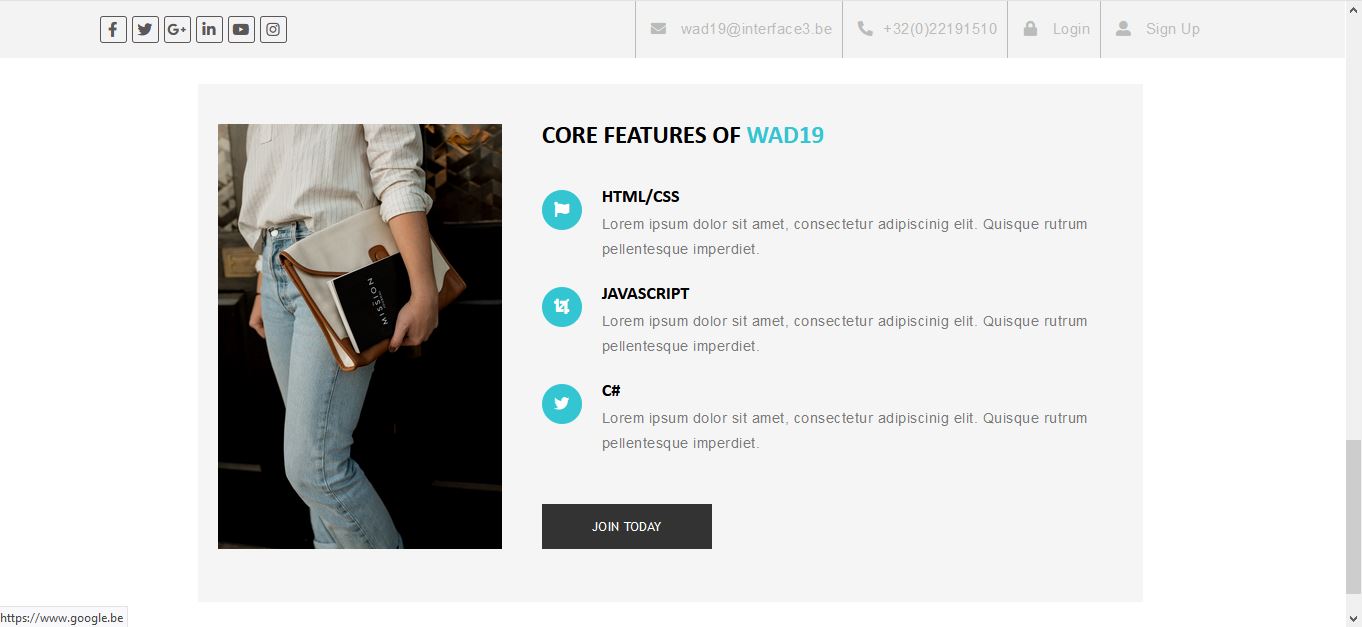 wad19@interface3.be
+32(0)22191510
Login
Sign Up
CORE FEATURES OF WAD19
MISSION
HTML/CSS
Lorem ipsum dolor sit amet, consectetur adipiscinig elit. Quisque rutrum
pellentesque imperdiet.
JAVASCRIPT
Lorem ipsum dolor sit amet, consectetur adipiscinig elit. Quisque rutrum
pellentesque imperdiet.
C#
Lorem ipsum dolor sit amet, consectetur adipiscinig elit. Quisque rutrum
pellentesque imperdiet.
JOIN TODAY
https://www.google.be